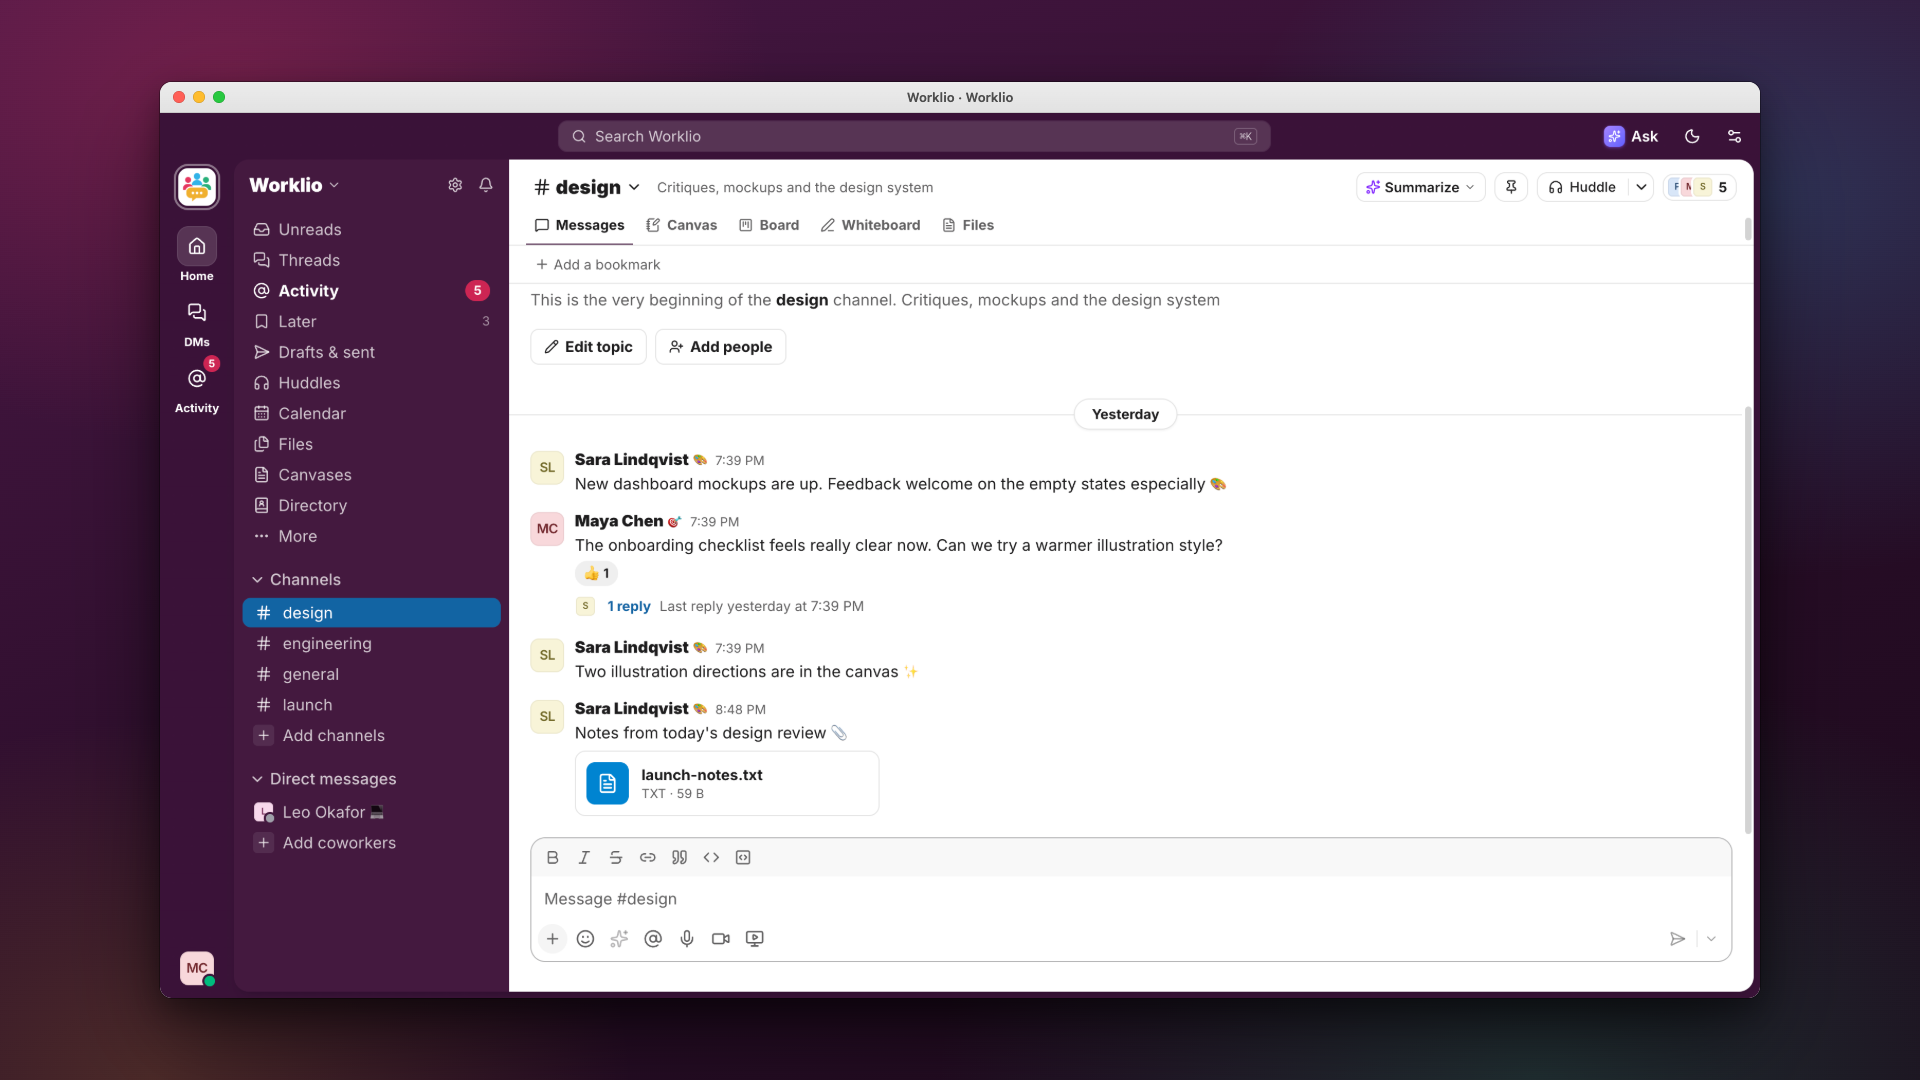 Worklio · Worklio
Search Worklio
⌘K
Ask
Home
DMs
5
Activity
MC
Worklio
Unreads
Threads
Activity 5
Later 3
Drafts & sent
Huddles
Calendar
Files
Canvases
Directory
More
Channels
# design
# engineering
# general
# launch
Add channels
Direct messages
Leo Okafor
Add coworkers
# design
Critiques, mockups and the design system
Summarize
Huddle
S 5
Messages
Canvas
Board
Whiteboard
Files
Add a bookmark
This is the very beginning of the design channel. Critiques, mockups and the design system
Edit topic
Add people
Yesterday
SL
Sara Lindqvist 🎨 7:39 PM
New dashboard mockups are up. Feedback welcome on the empty states especially 🎨
MC
Maya Chen 🎯 7:39 PM
The onboarding checklist feels really clear now. Can we try a warmer illustration style?
👍 1
S 1 reply Last reply yesterday at 7:39 PM
SL
Sara Lindqvist 🎨 7:39 PM
Two illustration directions are in the canvas ✨
SL
Sara Lindqvist 🎨 8:48 PM
Notes from today's design review 📎
launch-notes.txt
TXT · 59 B
Message #design